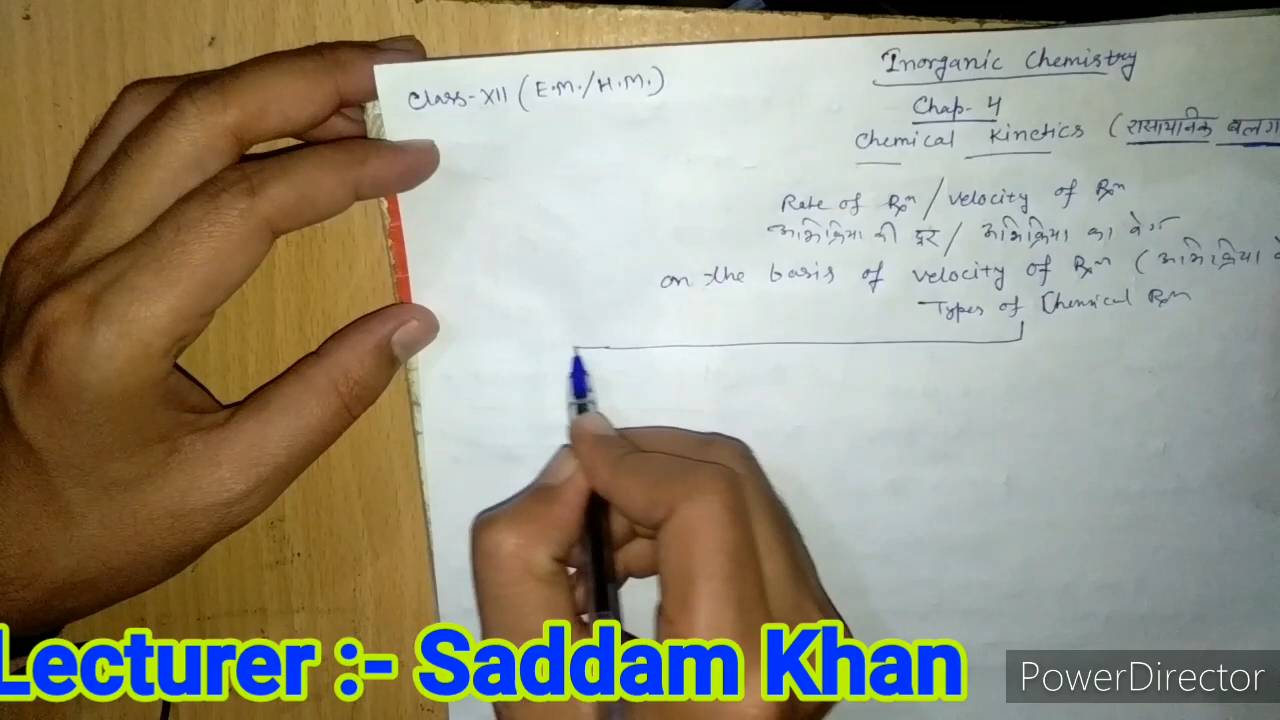 Class-XII (E.M./H.M.)
Inorganic Chemistry
Chap-4
Chemical Kinetics (रासायनिक बलग
Rate of Rxⁿ / velocity of Rxⁿ
अभिक्रिया की दर / अभिक्रिया का वेग
on the basis of velocity of Rxⁿ (अभिक्रिया के
Types of Chemical Rxⁿ
Lecturer :- Saddam Khan
PowerDirector